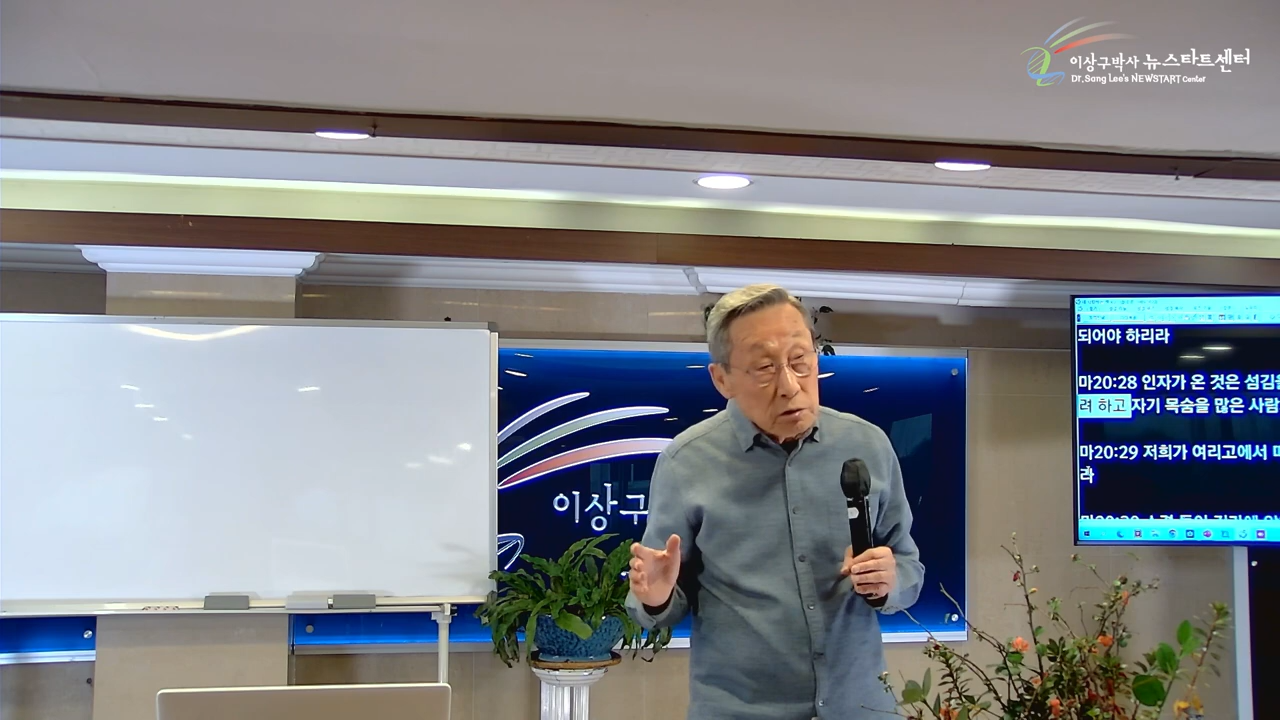 이상구박사 뉴스타트센터
Dr. Sang Lee's NEWSTART Center
되어야 하리라
마20:28 인자가 온 것은 섬김을
려 하고 자기 목숨을 많은 사람
마20:29 저희가 여리고에서
라
이상구